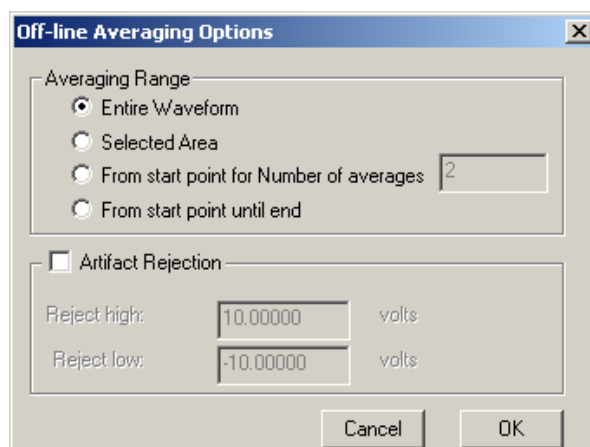 Off-line Averaging Options
Averaging Range
Entire Waveform
Selected Area
From start point for Number of averages 2
From start point until end
Artifact Rejection
Reject high: 10.00000 volts
Reject low: -10.00000 volts
Cancel OK